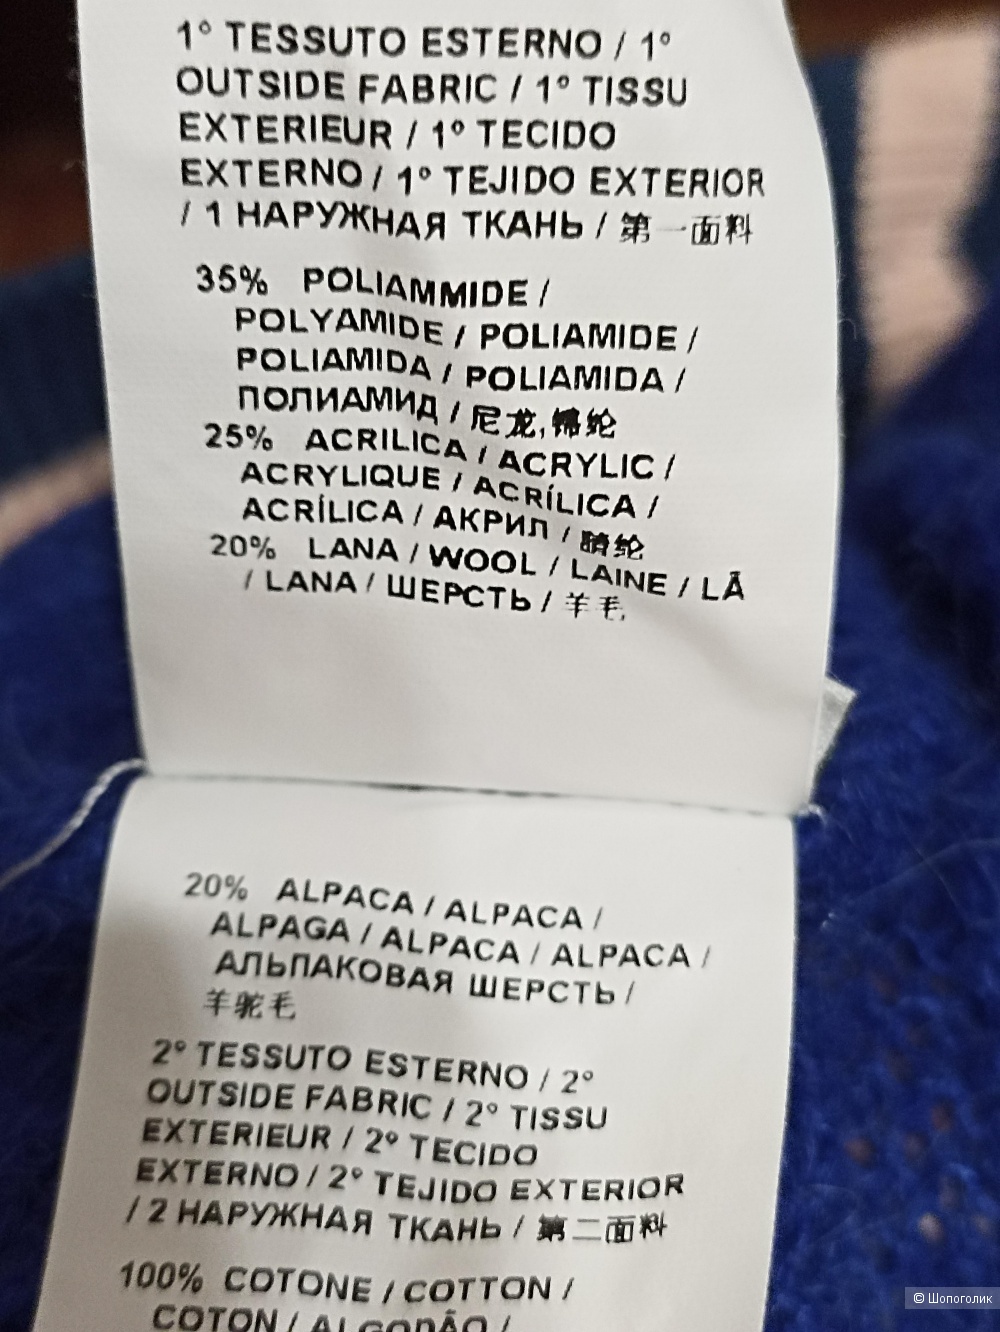 1° TESSUTO ESTERNO / 1°
OUTSIDE FABRIC / 1° TISSU
EXTERIEUR / 1° TECIDO
EXTERNO / 1° TEJIDO EXTERIOR
/ 1 НАРУЖНАЯ ТКАНЬ / 第一面料
35% POLIAMMIDE /
POLYAMIDE / POLIAMIDE /
POLIAMIDA / POLIAMIDA /
ПОЛИАМИД / 尼龙,锦纶
25% ACRILICA / ACRYLIC /
ACRYLIQUE / ACRÍLICA /
ACRÍLICA / АКРИЛ / 腈纶
20% LANA / WOOL / LAINE / LÃ
/ LANA / ШЕРСТЬ / 羊毛
20% ALPACA / ALPACA /
ALPAGA / ALPACA / ALPACA /
АЛЬПАКОВАЯ ШЕРСТЬ /
羊驼毛
2° TESSUTO ESTERNO / 2°
OUTSIDE FABRIC / 2° TISSU
EXTERIEUR / 2° TECIDO
EXTERNO / 2° TEJIDO EXTERIOR
/ 2 НАРУЖНАЯ ТКАНЬ / 第二面料
100% COTONE / COTTON /
COTON / ALGODÃO /
© Шопоголик